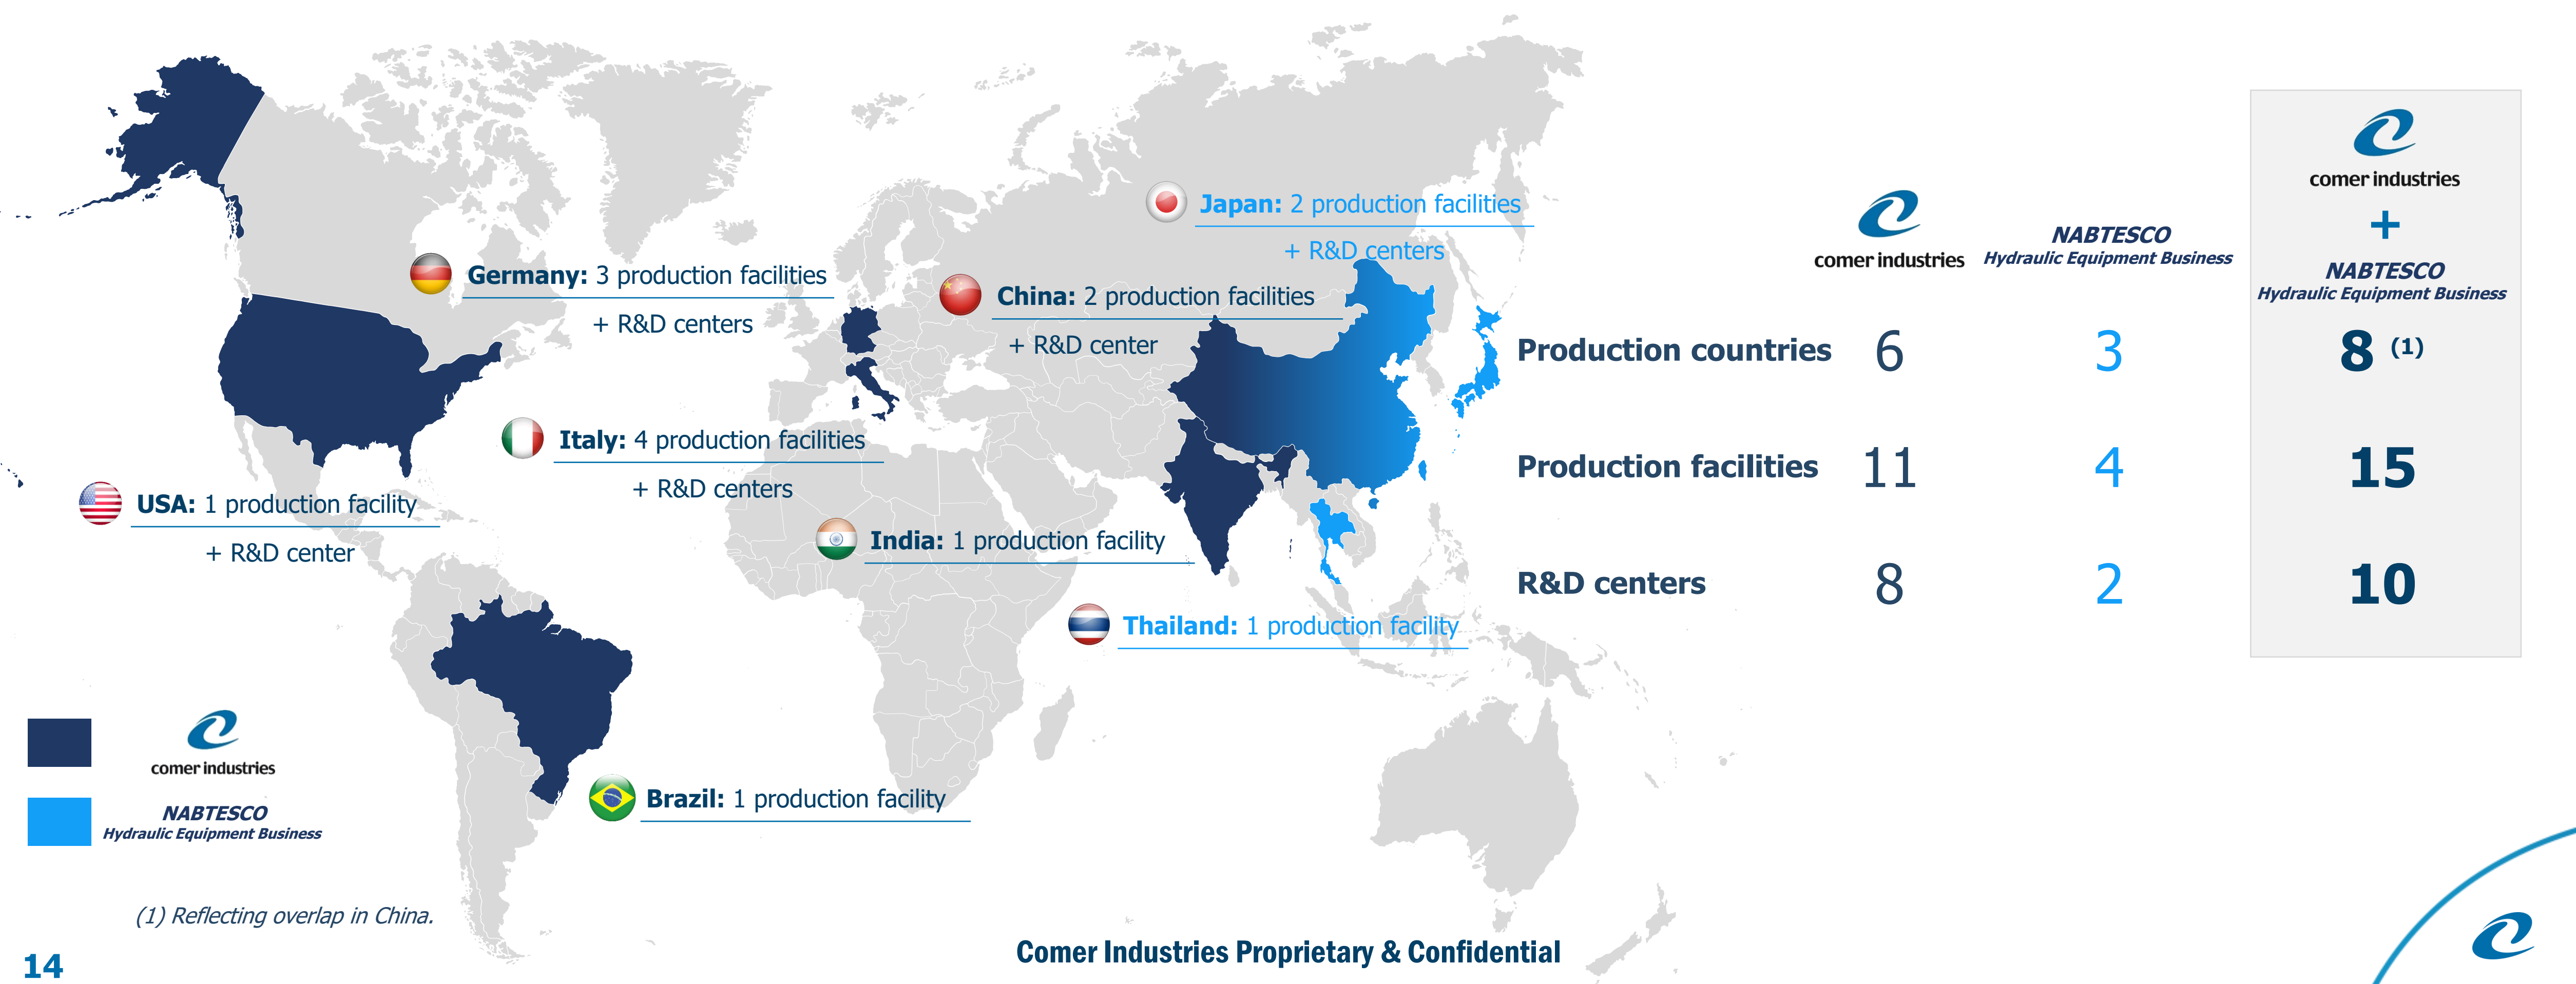 Japan: 2 production facilities
+ R&D centers
Germany: 3 production facilities
+ R&D centers
China: 2 production facilities
+ R&D center
Italy: 4 production facilities
+ R&D centers
USA: 1 production facility
+ R&D center
India: 1 production facility
Thailand: 1 production facility
Brazil: 1 production facility
comer industries
NABTESCO
Hydraulic Equipment Business
comer industries
NABTESCO
Hydraulic Equipment Business
comer industries
+
NABTESCO
Hydraulic Equipment Business
Production countries 6 3 8 (1)
Production facilities 11 4 15
R&D centers 8 2 10
(1) Reflecting overlap in China.
14
Comer Industries Proprietary & Confidential